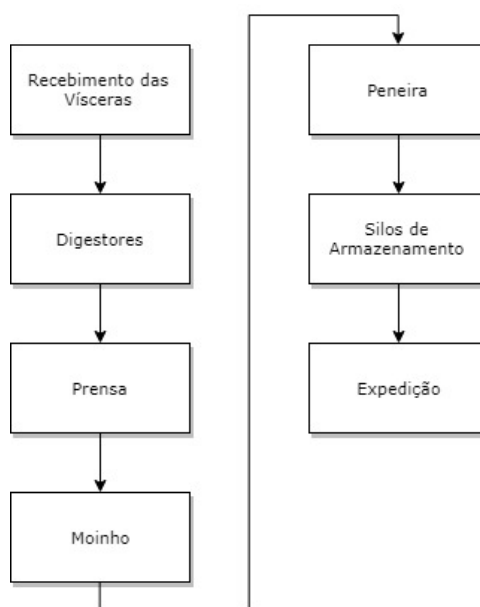 Recebimento das
Vísceras
Digestores
Prensa
Moinho
Peneira
Silos de
Armazenamento
Expedição